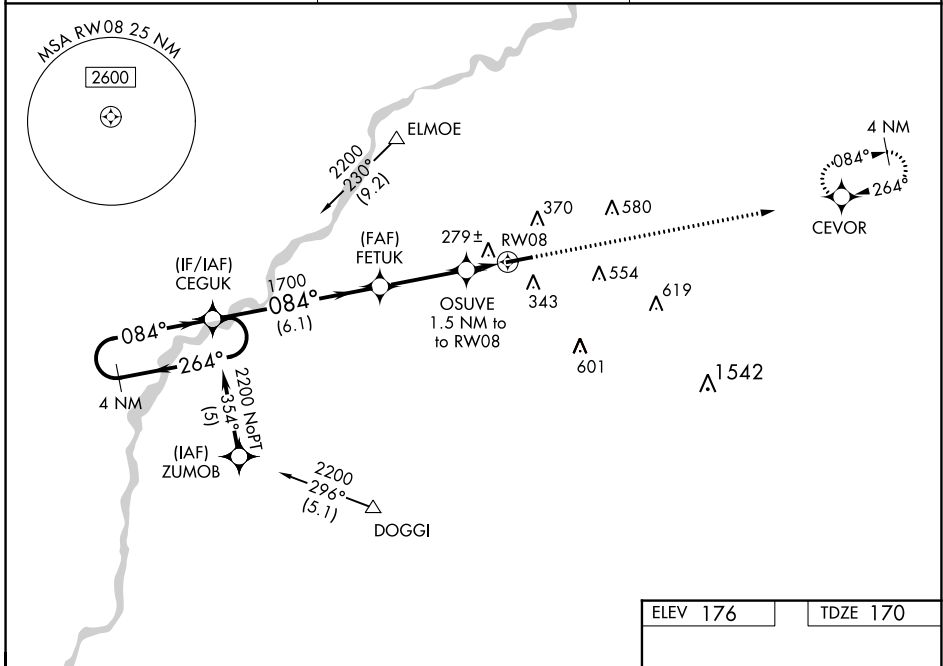 MSA RW08 25 NM
2600
ELMOE
2200
230°
(9.2)
4 NM
084°
264°
CEVOR
370
580
279±
RW08
(FAF)
FETUK
(IF/IAF)
CEGUK
1700
084°
(6.1)
OSUVE
1.5 NM to
to RW08
343
554
619
601
1542
084°
264°
4 NM
2200 NoPT
354°
(5)
(IAF)
ZUMOB
2200
296°
(5.1)
DOGGI
ELEV 176
TDZE 170